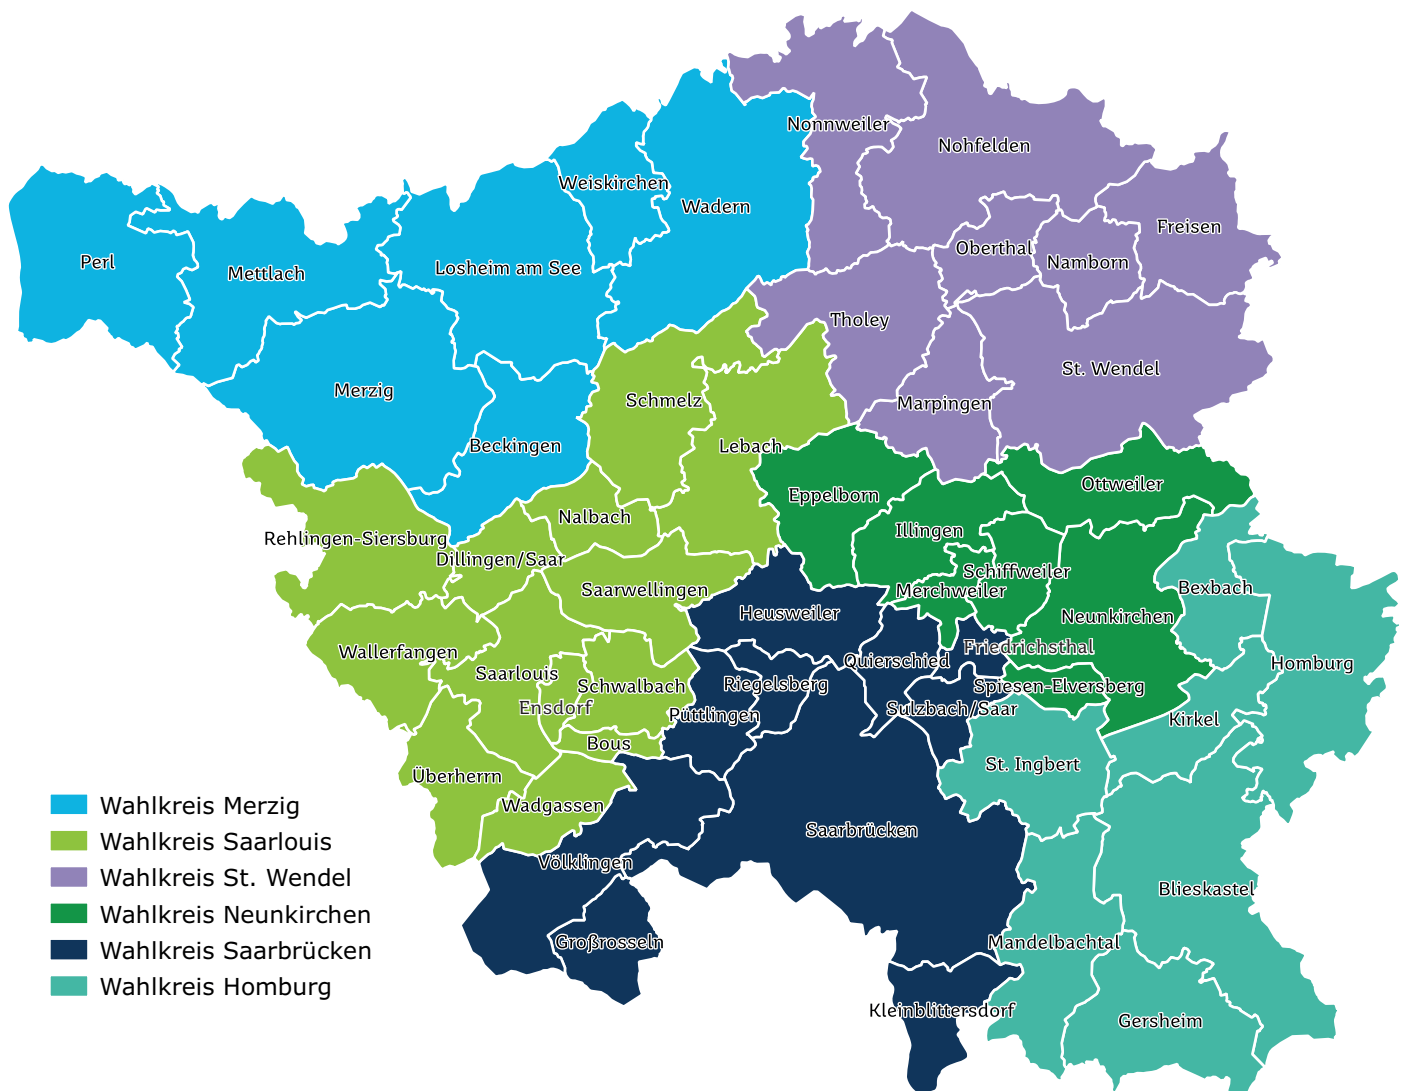 Nonnweiler
Nohfelden
Weiskirchen
Wadern
Freisen
Oberthal
Perl
Mettlach
Losheim am See
Namborn
Tholey
St. Wendel
Merzig
Schmelz
Marpingen
Beckingen
Lebach
Ottweiler
Eppelborn
Nalbach
Illingen
Rehlingen-Siersburg
Dillingen/Saar
Schiffweiler
Saarwellingen
Merchweiler
Bexbach
Heusweiler
Neunkirchen
Wallerfangen
Friedrichsthal
Quierschied
Homburg
Saarlouis
Schwalbach
Riegelsberg
Spiesen-Elversberg
Ensdorf
Püttlingen
Sulzbach/Saar
Kirkel
Bous
St. Ingbert
Überherrn
Wadgassen
Saarbrücken
Völklingen
Blieskastel
Großrosseln
Mandelbachtal
Kleinblittersdorf
Gersheim
Wahlkreis Merzig
Wahlkreis Saarlouis
Wahlkreis St. Wendel
Wahlkreis Neunkirchen
Wahlkreis Saarbrücken
Wahlkreis Homburg